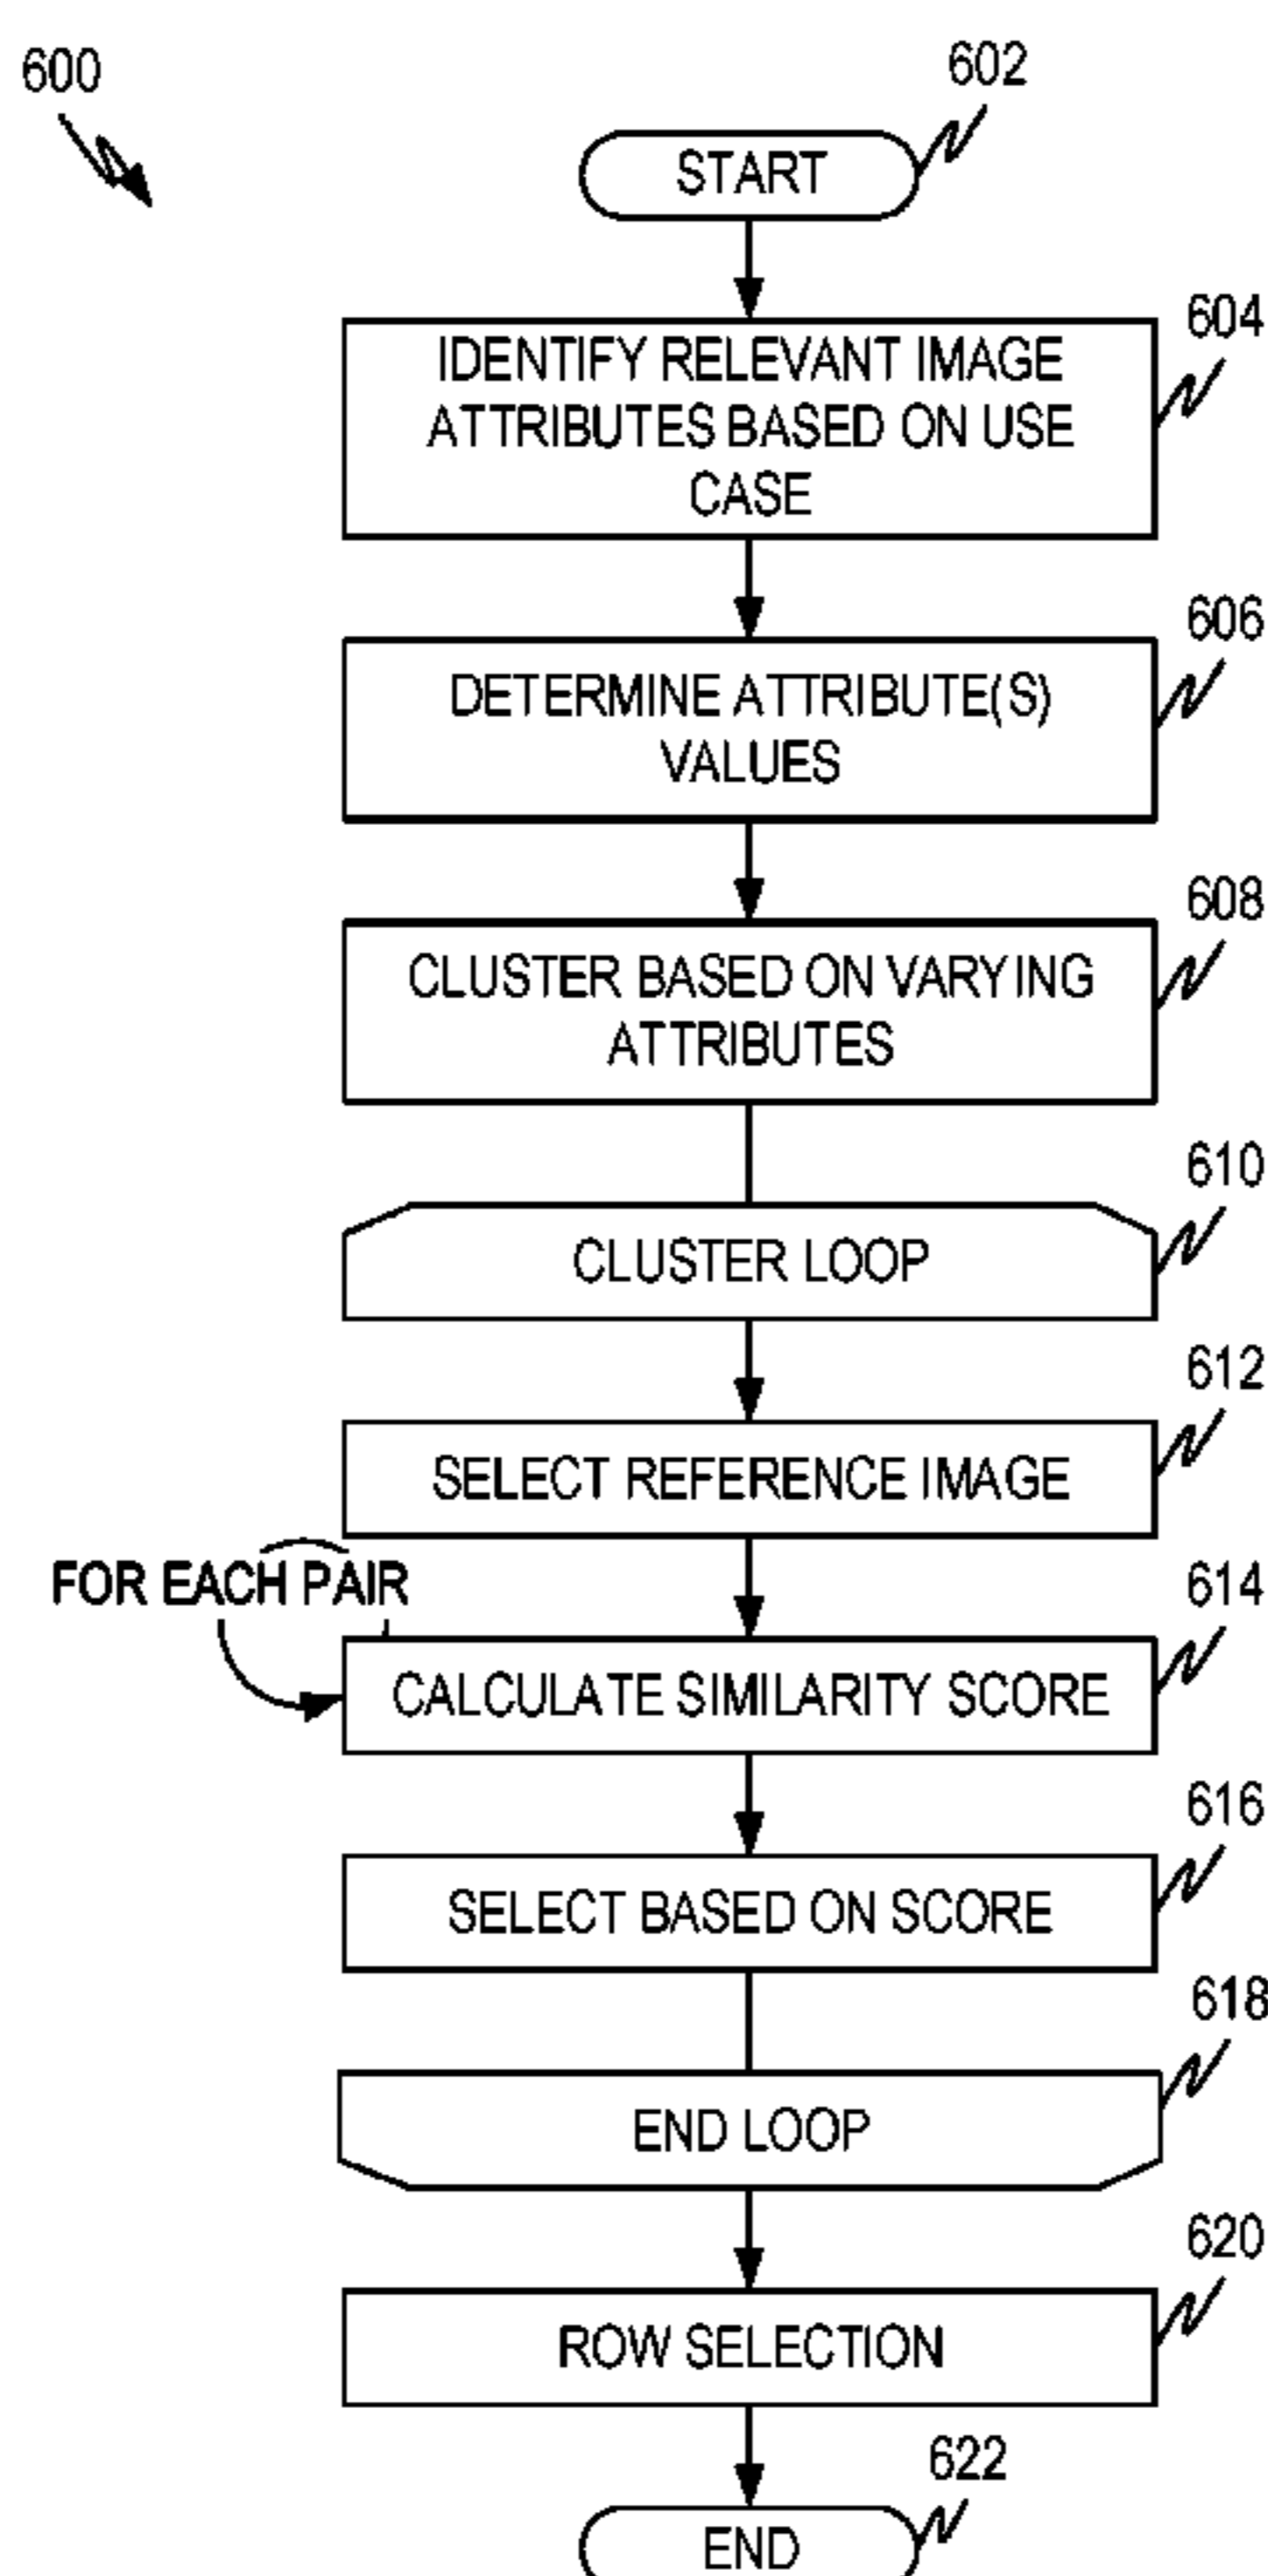 600
602
START
604
IDENTIFY RELEVANT IMAGE
ATTRIBUTES BASED ON USE
CASE
606
DETERMINE ATTRIBUTE(S)
VALUES
608
CLUSTER BASED ON VARYING
ATTRIBUTES
610
CLUSTER LOOP
612
SELECT REFERENCE IMAGE
FOR EACH PAIR
614
CALCULATE SIMILARITY SCORE
616
SELECT BASED ON SCORE
618
END LOOP
620
ROW SELECTION
622
END